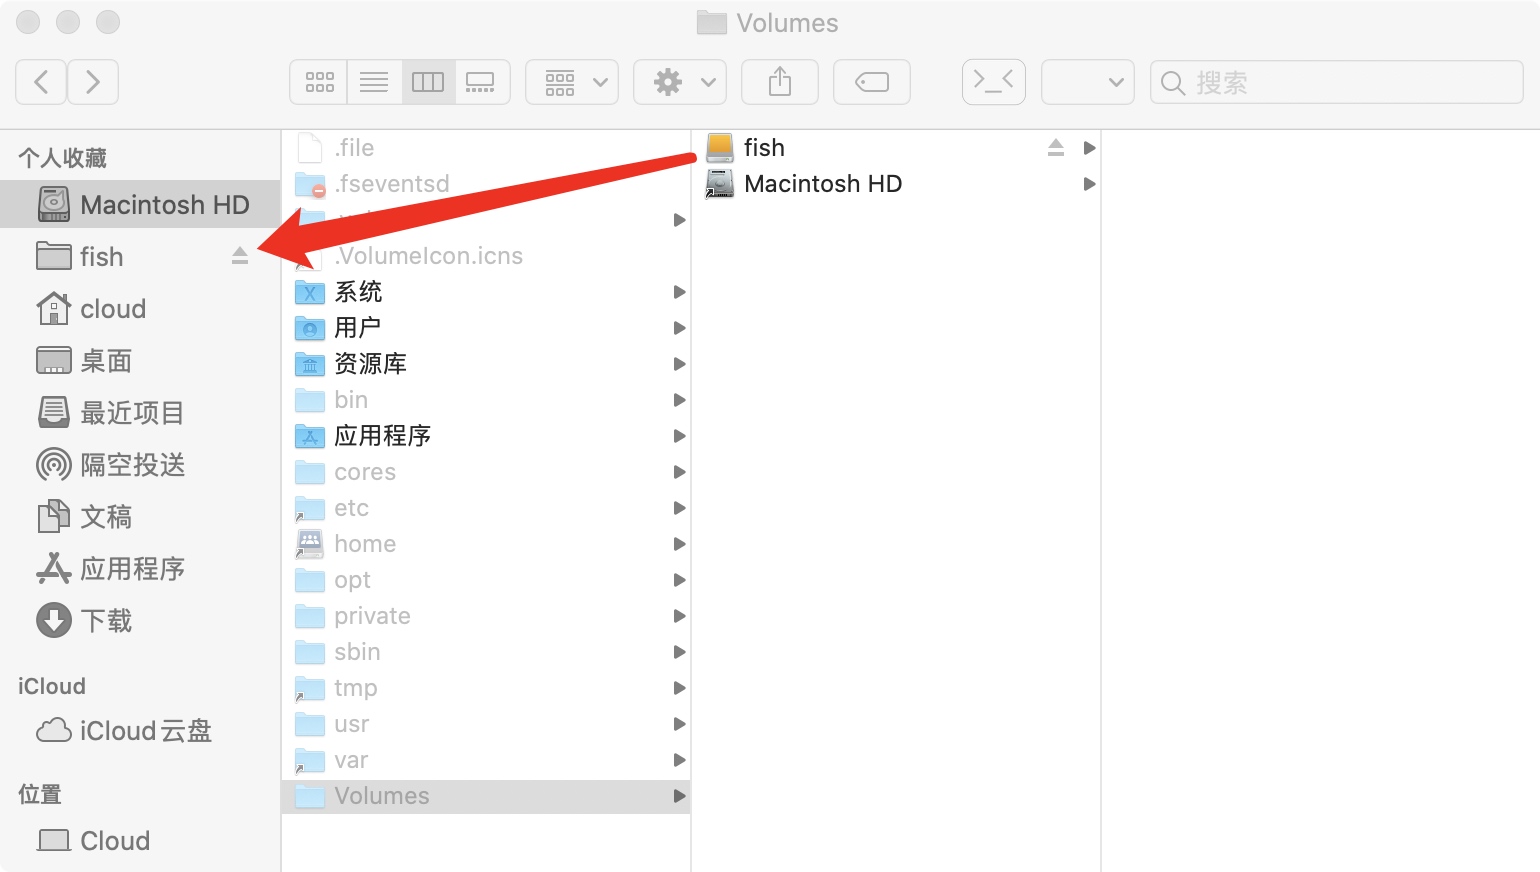 Volumes
搜索
个人收藏
Macintosh HD
fish
cloud
桌面
最近项目
隔空投送
文稿
应用程序
下载
iCloud
iCloud云盘
位置
Cloud
.file
.fseventsd
.VolumeIcon.icns
系统
用户
资源库
bin
应用程序
cores
etc
home
opt
private
sbin
tmp
usr
var
Volumes
fish
Macintosh HD